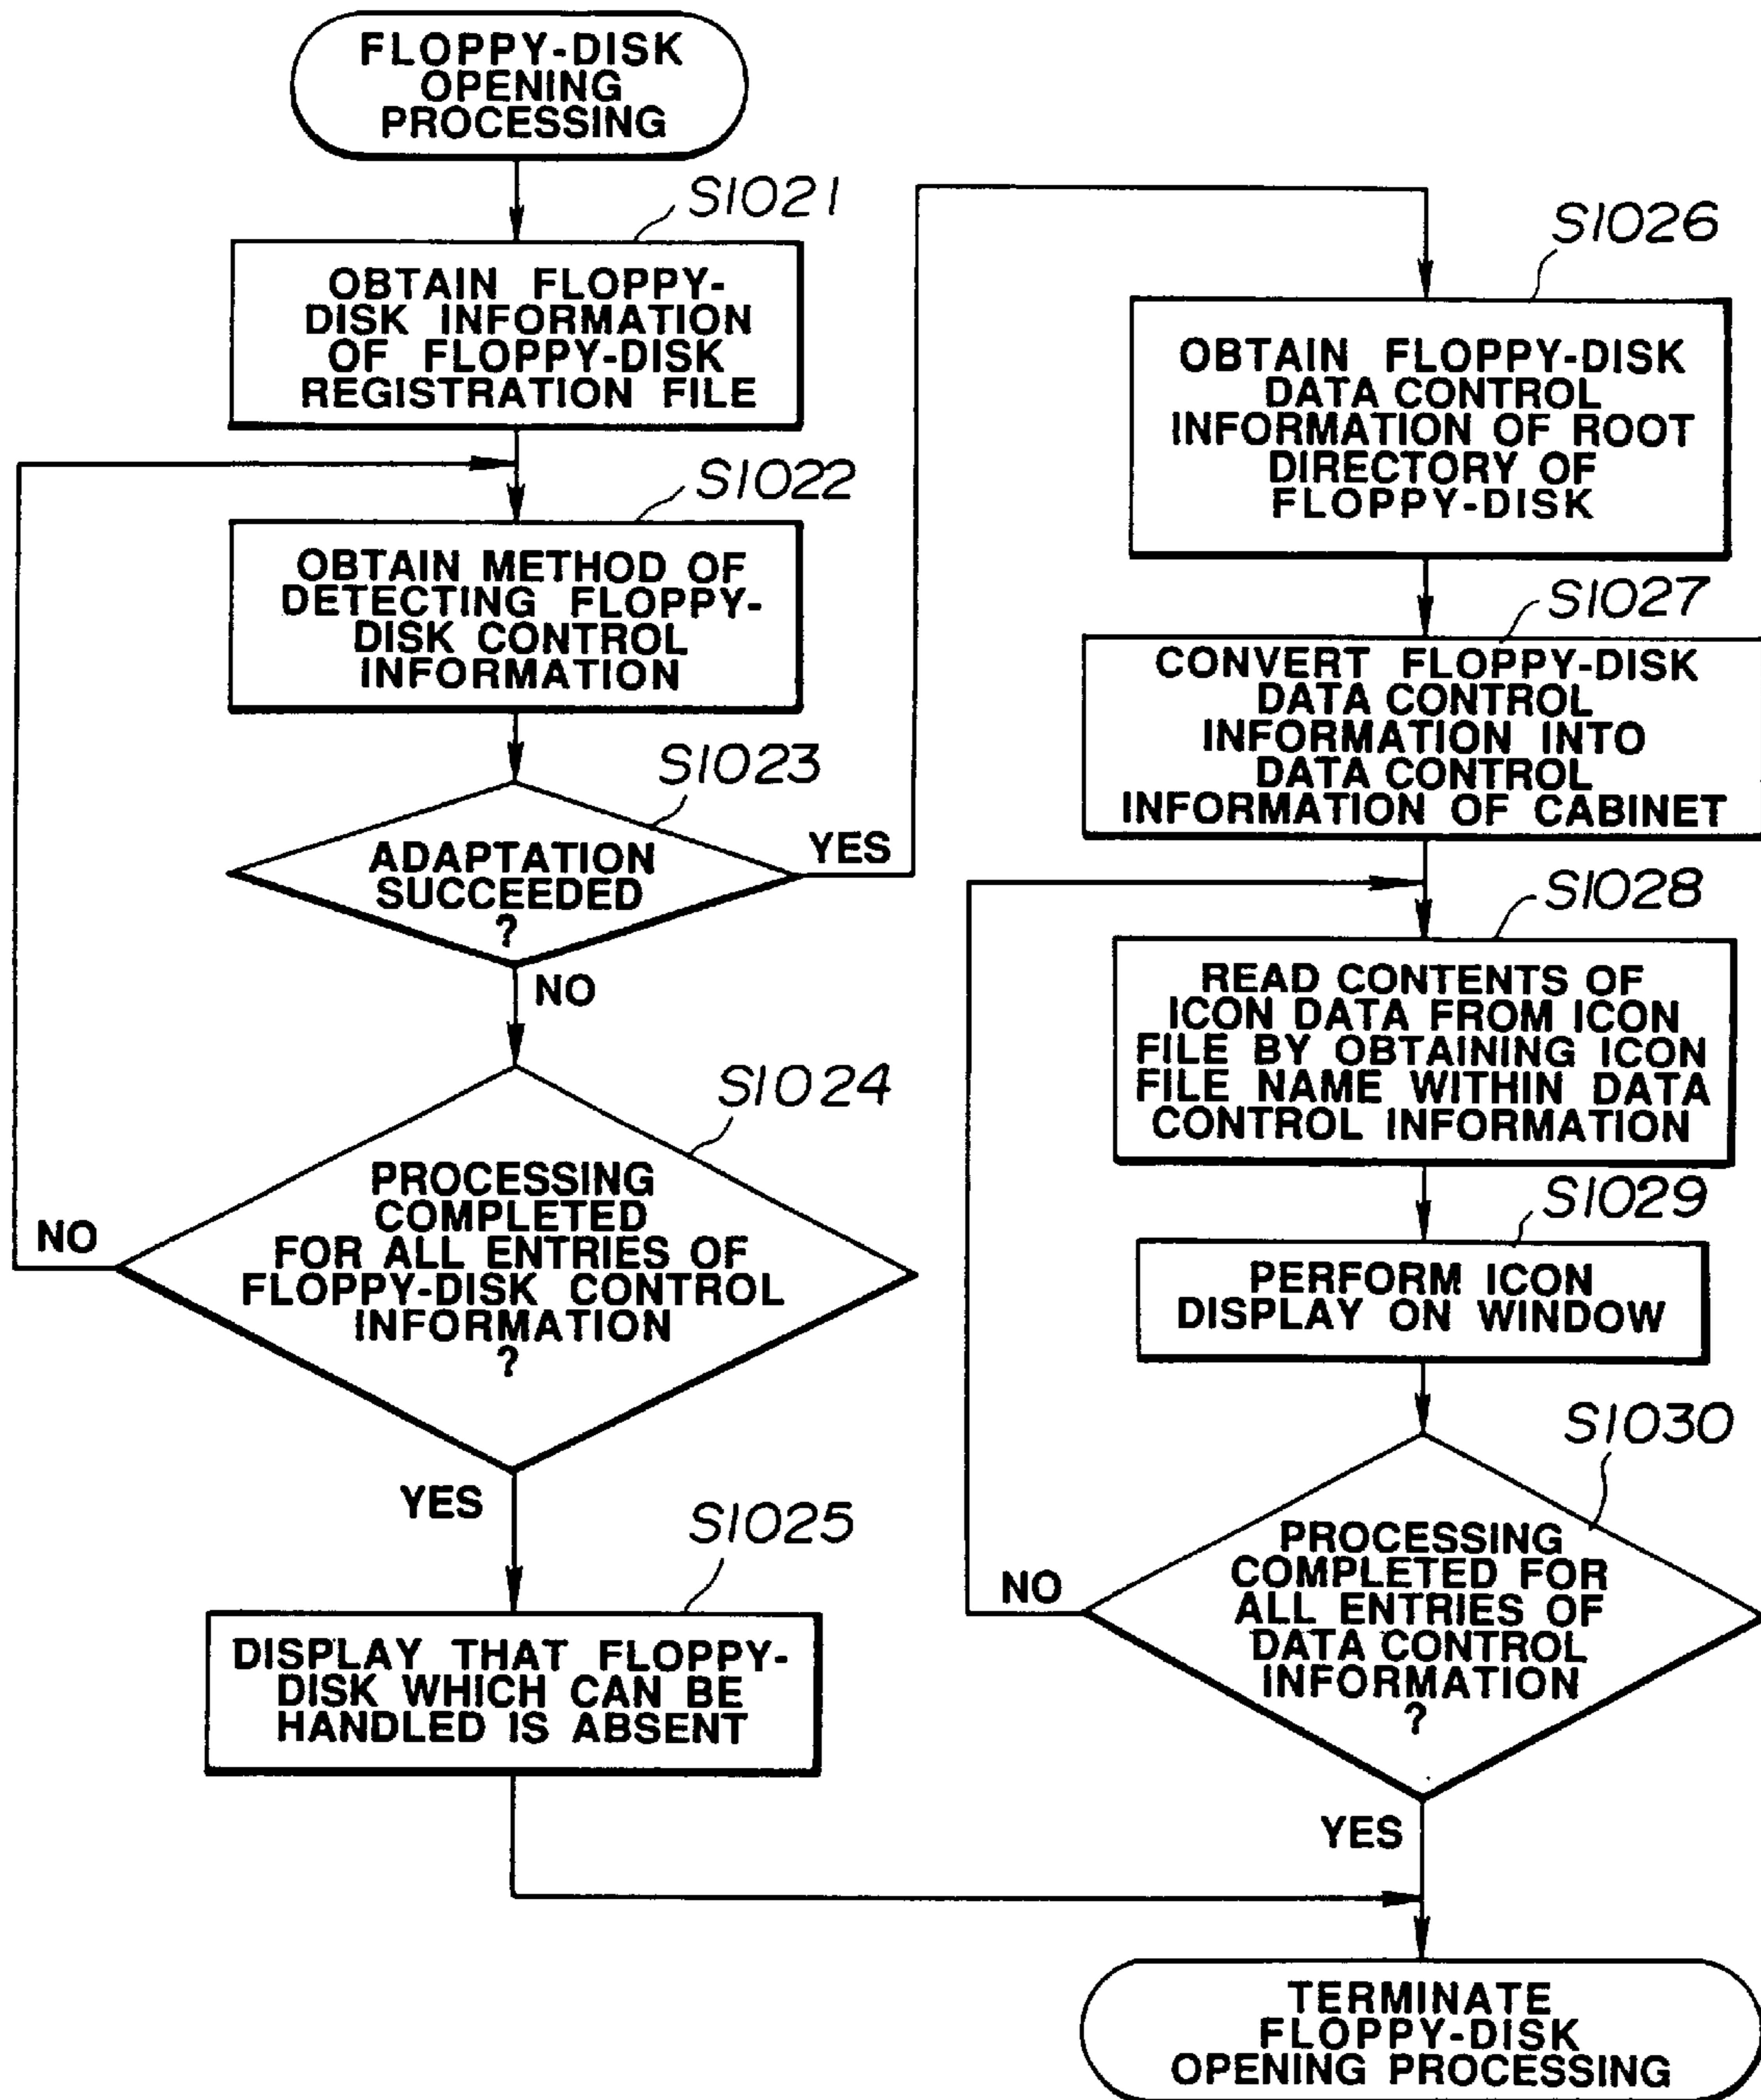 FLOPPY-DISK
OPENING
PROCESSING
S1021
OBTAIN FLOPPY-
DISK INFORMATION
OF FLOPPY-DISK
REGISTRATION FILE
S1022
OBTAIN METHOD OF
DETECTING FLOPPY-
DISK CONTROL
INFORMATION
S1023
ADAPTATION
SUCCEEDED
?
YES
NO
S1024
PROCESSING
COMPLETED
FOR ALL ENTRIES OF
FLOPPY-DISK CONTROL
INFORMATION
?
NO
YES
S1025
DISPLAY THAT FLOPPY-
DISK WHICH CAN BE
HANDLED IS ABSENT
S1026
OBTAIN FLOPPY-DISK
DATA CONTROL
INFORMATION OF ROOT
DIRECTORY OF
FLOPPY-DISK
S1027
CONVERT FLOPPY-DISK
DATA CONTROL
INFORMATION INTO
DATA CONTROL
INFORMATION OF CABINET
S1028
READ CONTENTS OF
ICON DATA FROM ICON
FILE BY OBTAINING ICON
FILE NAME WITHIN DATA
CONTROL INFORMATION
S1029
PERFORM ICON
DISPLAY ON WINDOW
S1030
PROCESSING
COMPLETED FOR
ALL ENTRIES OF
DATA CONTROL
INFORMATION
?
NO
YES
TERMINATE
FLOPPY-DISK
OPENING PROCESSING